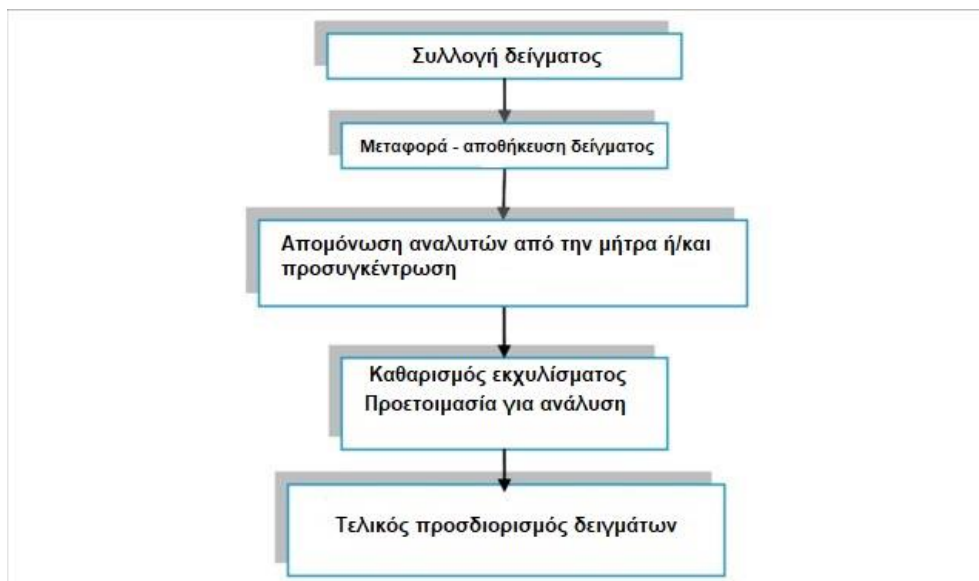 Συλλογή δείγματος
Μεταφορά - αποθήκευση δείγματος
Απομόνωση αναλυτών από την μήτρα ή/και
προσυγκέντρωση
Καθαρισμός εκχυλίσματος
Προετοιμασία για ανάλυση
Τελικός προσδιορισμός δειγμάτων